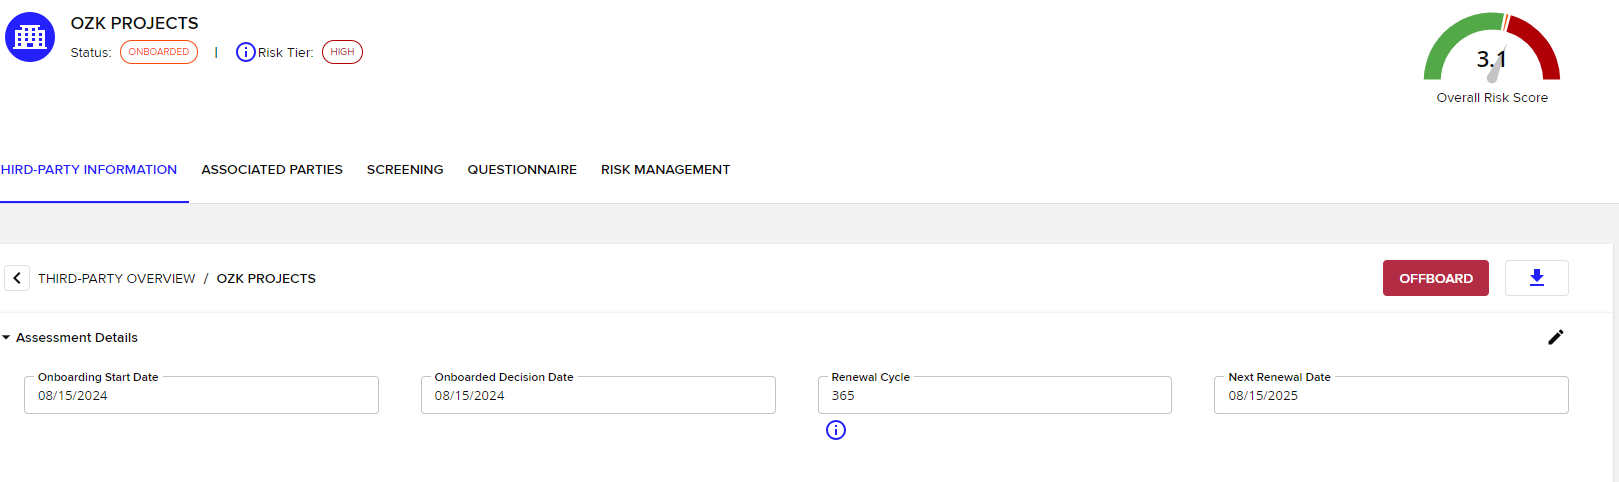 OZK PROJECTS
Status: ONBOARDED | Risk Tier: HIGH
3.1
Overall Risk Score
THIRD-PARTY INFORMATION ASSOCIATED PARTIES SCREENING QUESTIONNAIRE RISK MANAGEMENT
THIRD-PARTY OVERVIEW / OZK PROJECTS
OFFBOARD
Assessment Details
Onboarding Start Date
08/15/2024
Onboarded Decision Date
08/15/2024
Renewal Cycle
365
Next Renewal Date
08/15/2025